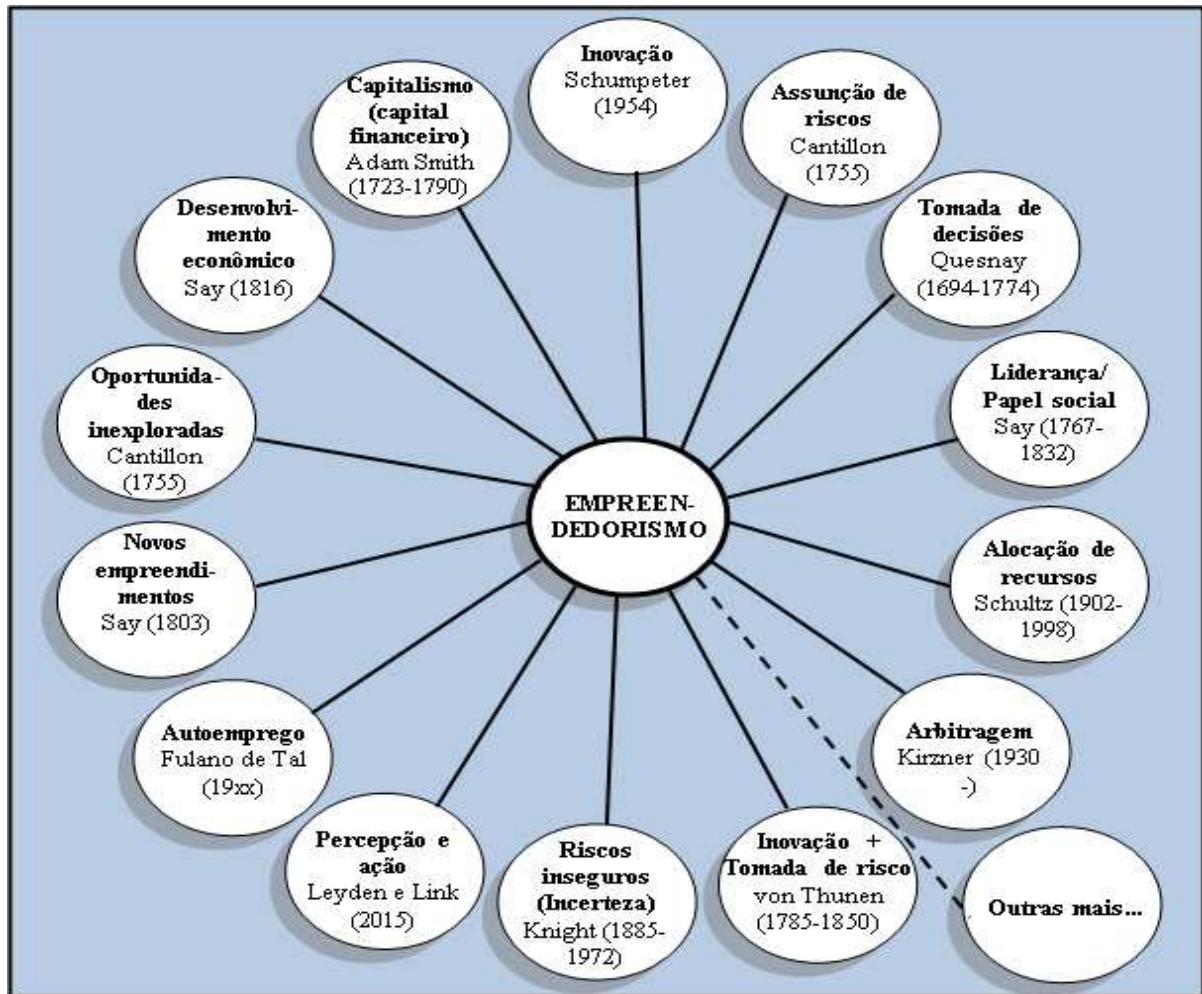 Inovação
Schumpeter
(1954)
Assunção de
riscos
Cantillon
(1755)
Tomada de
decisões
Quesnay
(1694-1774)
Liderança/
Papel social
Say (1767-
1832)
Alocação de
recursos
Schultz (1902-
1998)
Arbitragem
Kirzner (1930
-)
Outras mais...
Inovação +
Tomada de risco
von Thunen
(1785-1850)
Riscos
inseguros
(Incerteza)
Knight (1885-
1972)
Percepção e
ação
Leyden e Link
(2015)
Autoemprego
Fulano de Tal
(19xx)
Novos
empreendi-
mentos
Say (1803)
Oportunida-
des
inexploradas
Cantillon
(1755)
Desenvolvi-
mento
econômico
Say (1816)
Capitalismo
(capital
financeiro)
Adam Smith
(1723-1790)
EMPREEN-
DEDORISMO